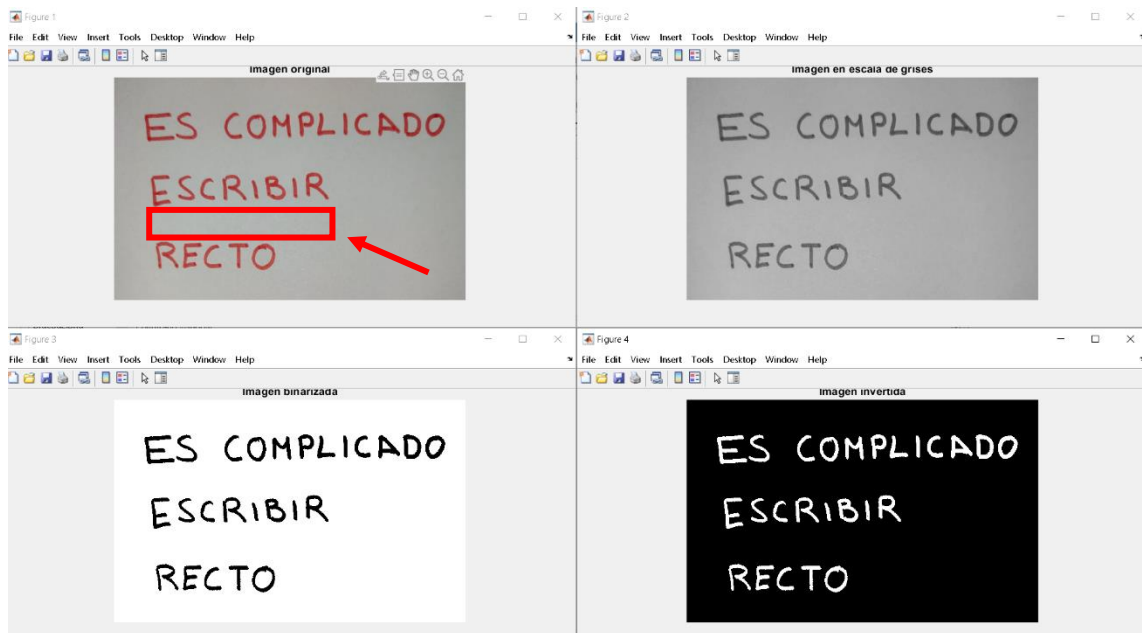 Figure 1
File Edit View Insert Tools Desktop Window Help
Imagen original
ES COMPLICADO
ESCRIBIR
RECTO
Figure 2
File Edit View Insert Tools Desktop Window Help
Imagen en escala de grises
ES COMPLICADO
ESCRIBIR
RECTO
Figure 3
File Edit View Insert Tools Desktop Window Help
Imagen binarizada
ES COMPLICADO
ESCRIBIR
RECTO
Figure 4
File Edit View Insert Tools Desktop Window Help
Imagen invertida
ES COMPLICADO
ESCRIBIR
RECTO